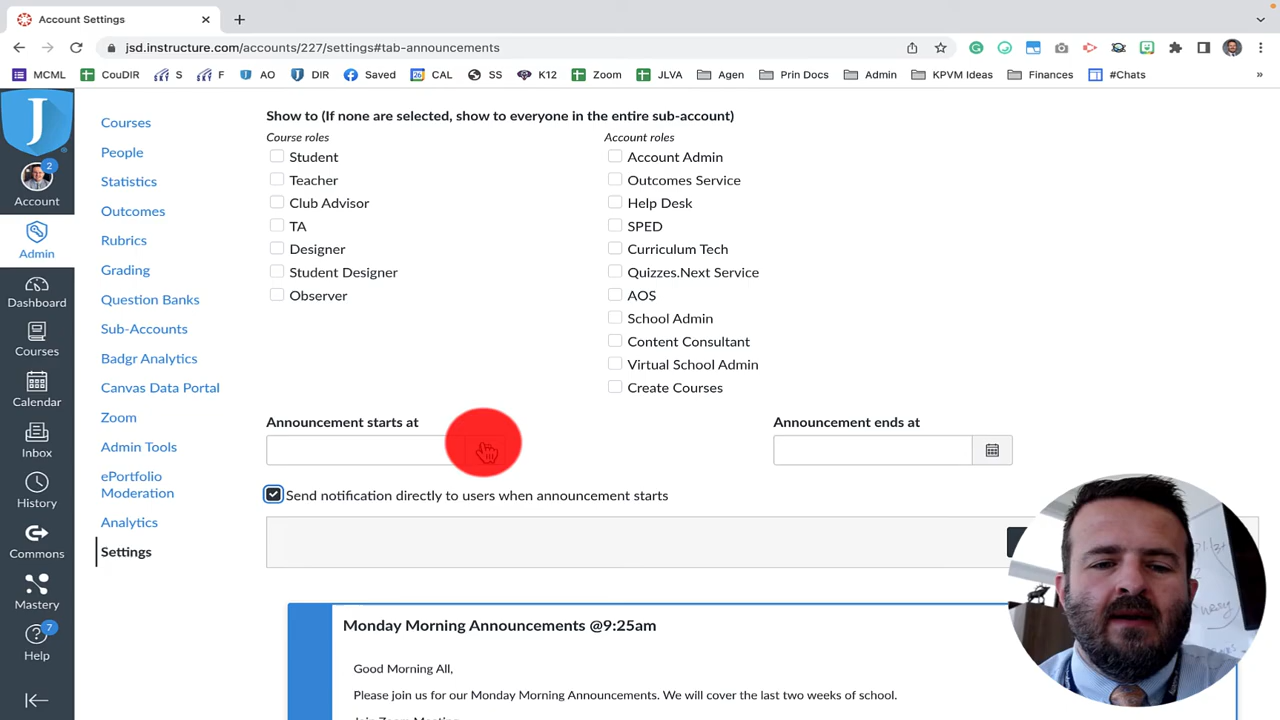 Account Settings
jsd.instructure.com/accounts/227/settings#tab-announcements
MCML CouDIR S F AO DIR Saved 26 CAL SS K12 Zoom JLVA Agen Prin Docs Admin KPVM Ideas Finances #Chats »
J
2
Account
Admin
Dashboard
Courses
Calendar
Inbox
History
Commons
Mastery
7
Help
Courses
People
Statistics
Outcomes
Rubrics
Grading
Question Banks
Sub-Accounts
Badgr Analytics
Canvas Data Portal
Zoom
Admin Tools
ePortfolio
Moderation
Analytics
Settings
Show to (If none are selected, show to everyone in the entire sub-account)
Course roles
Student
Teacher
Club Advisor
TA
Designer
Student Designer
Observer
Account roles
Account Admin
Outcomes Service
Help Desk
SPED
Curriculum Tech
Quizzes.Next Service
AOS
School Admin
Content Consultant
Virtual School Admin
Create Courses
Announcement starts at
Announcement ends at
Send notification directly to users when announcement starts
Monday Morning Announcements @9:25am
Good Morning All,
Please join us for our Monday Morning Announcements. We will cover the last two weeks of school.
Join Zoom Meeting